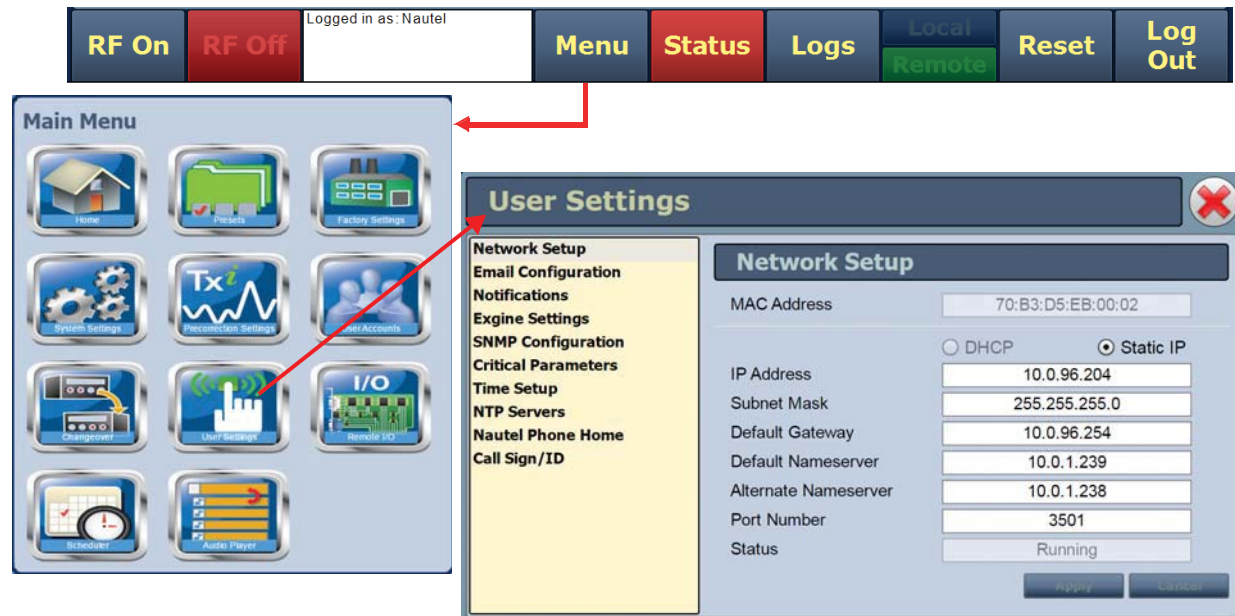 Logged in as: Nautel
RF On
RF Off
Menu
Status
Logs
Local
Remote
Reset
Log
Out
Main Menu
Home
Presets
Factory Settings
System Settings
Txi
Precorrection Settings
User Accounts
Changeover
User Settings
I/O
Remote I/O
Scheduler
Audio Player
User Settings
Network Setup
Email Configuration
Notifications
Exgine Settings
SNMP Configuration
Critical Parameters
Time Setup
NTP Servers
Nautel Phone Home
Call Sign/ID
Network Setup
MAC Address 70:B3:D5:EB:00:02
DHCP Static IP
IP Address 10.0.96.204
Subnet Mask 255.255.255.0
Default Gateway 10.0.96.254
Default Nameserver 10.0.1.239
Alternate Nameserver 10.0.1.238
Port Number 3501
Status Running
Apply Cancel